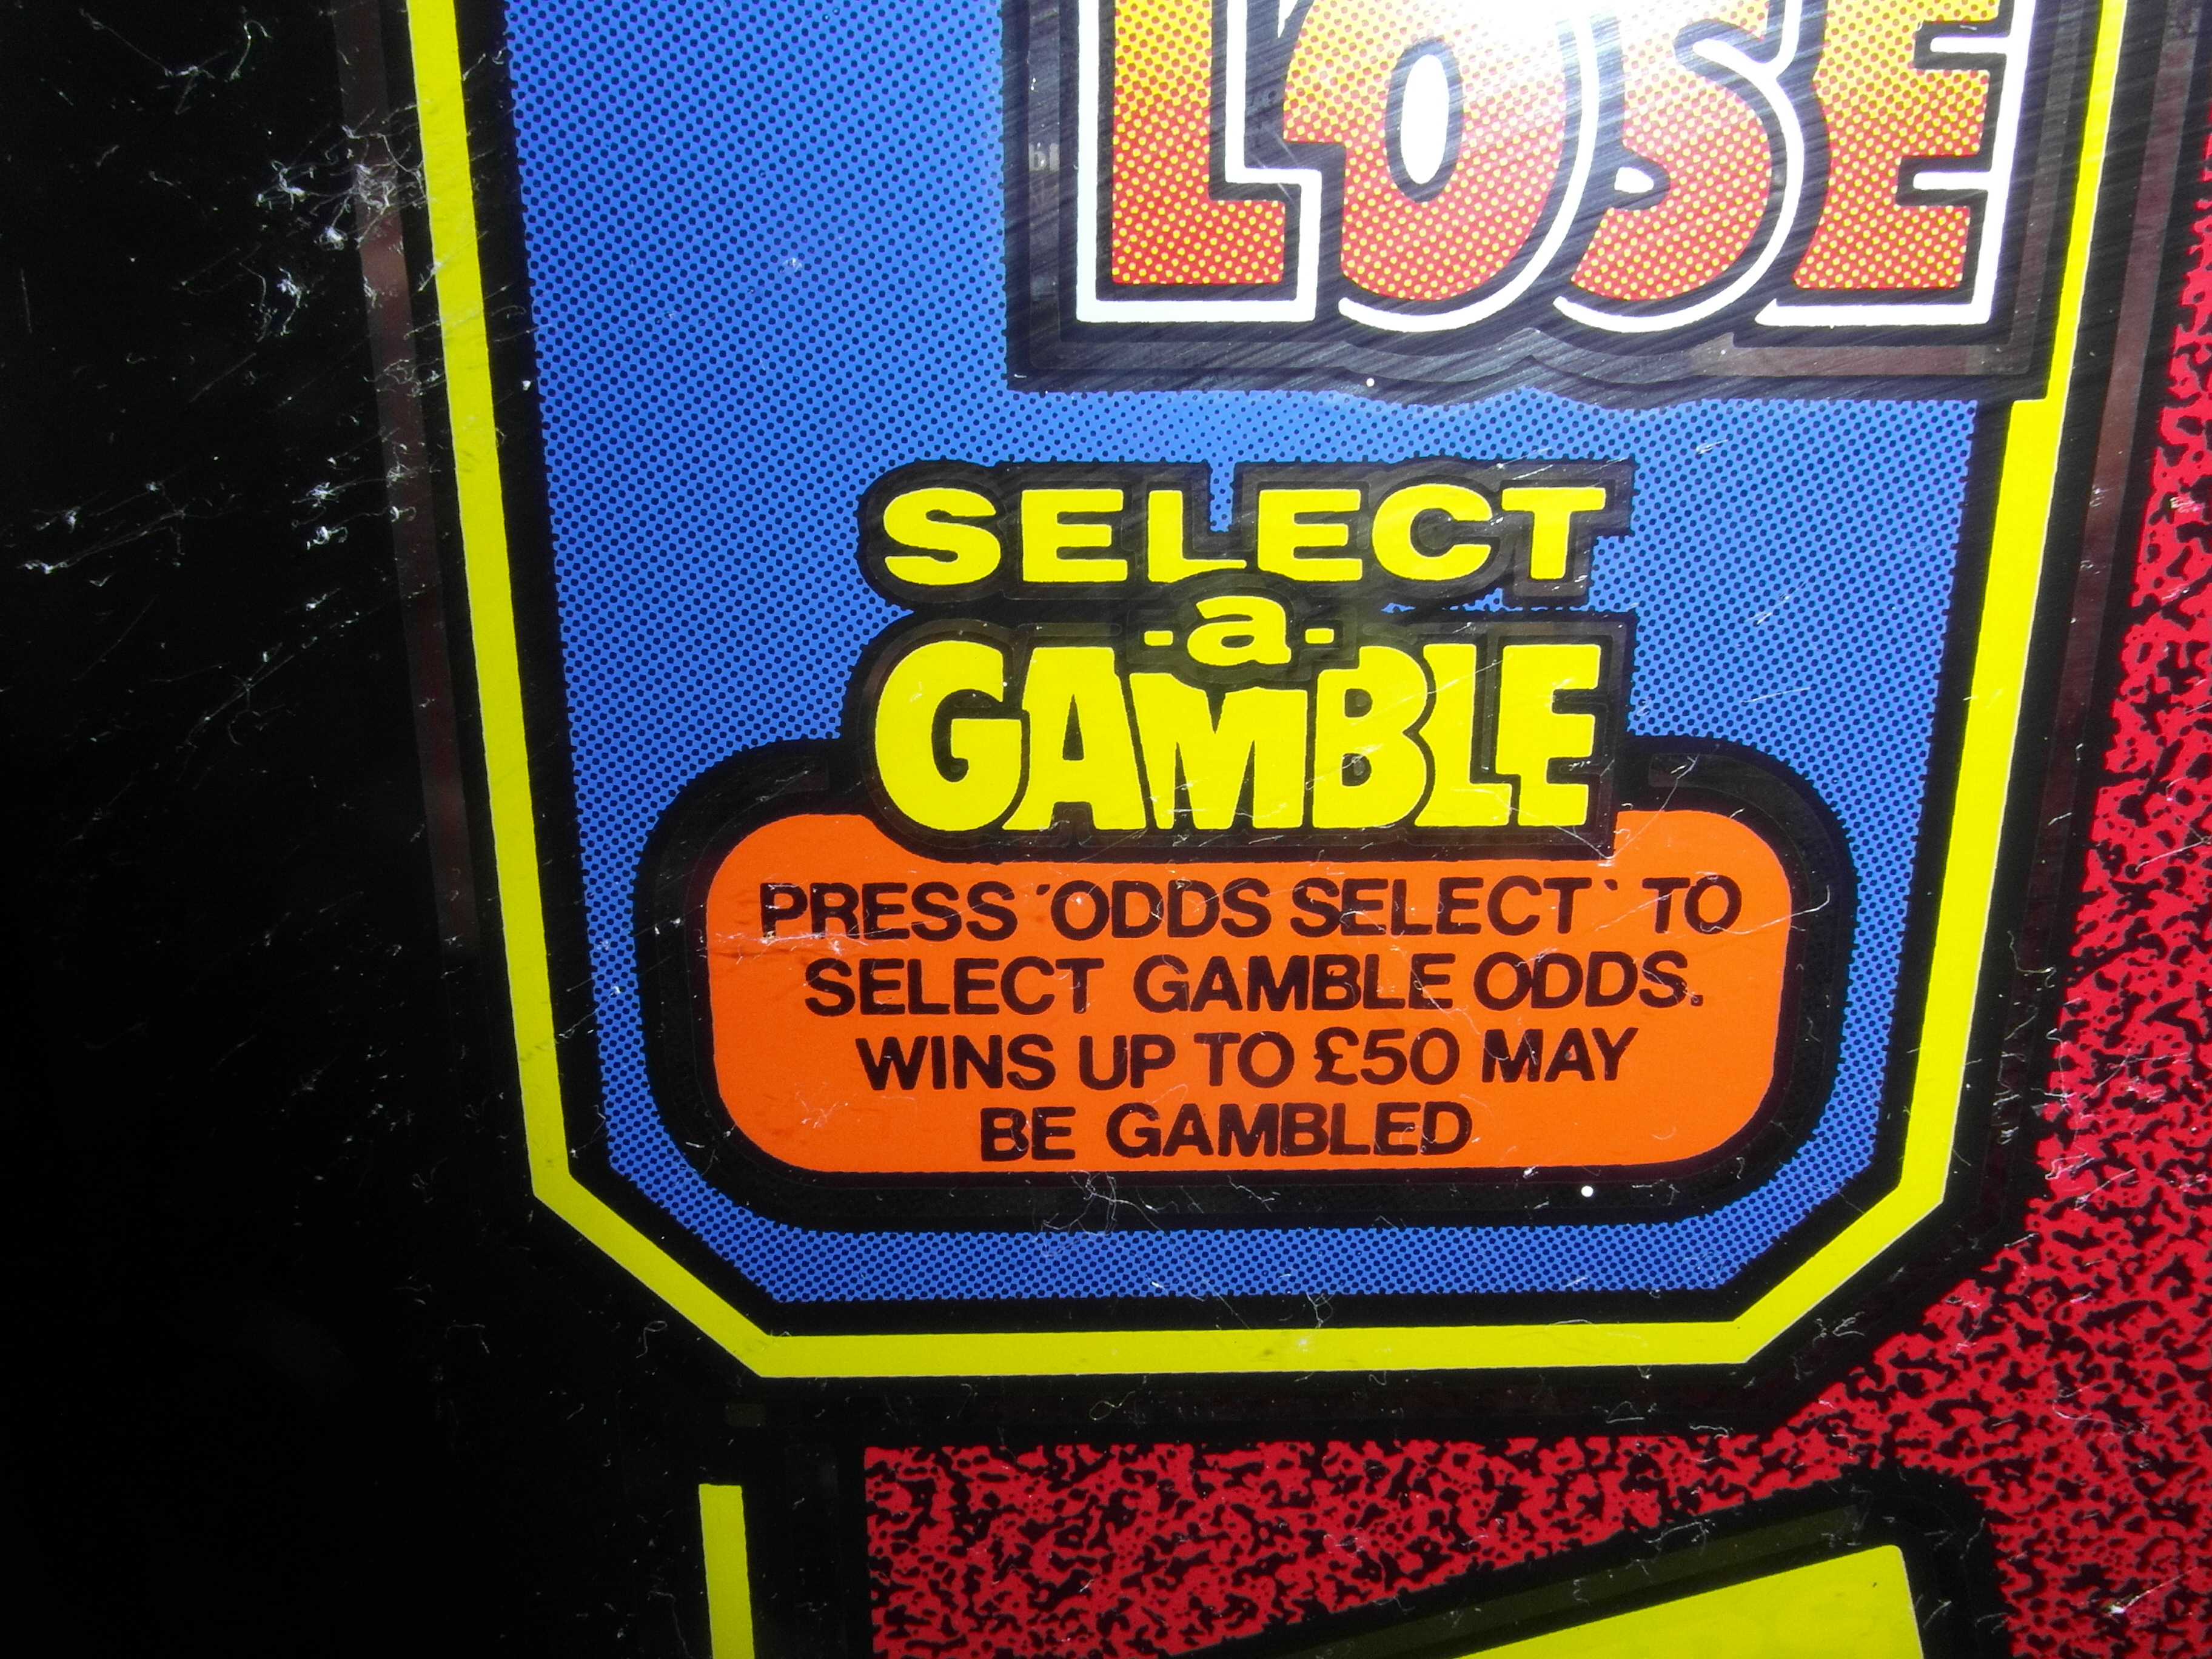 LOSE
SELECT
-a-
GAMBLE
PRESS 'ODDS SELECT' TO
SELECT GAMBLE ODDS.
WINS UP TO £50 MAY
BE GAMBLED